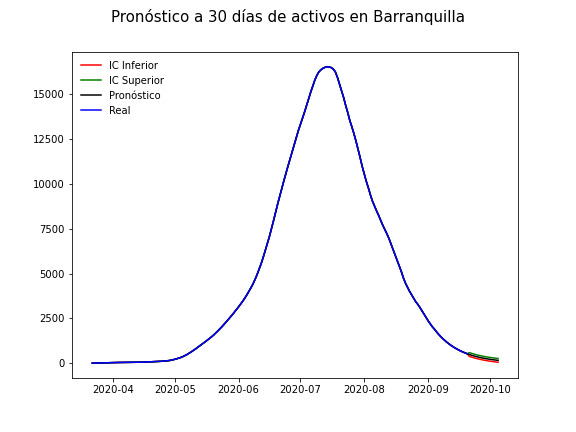 Pronóstico a 30 días de activos en Barranquilla
IC Inferior
IC Superior
Pronóstico
Real
15000
12500
10000
7500
5000
2500
0
2020-04 2020-05 2020-06 2020-07 2020-08 2020-09 2020-10